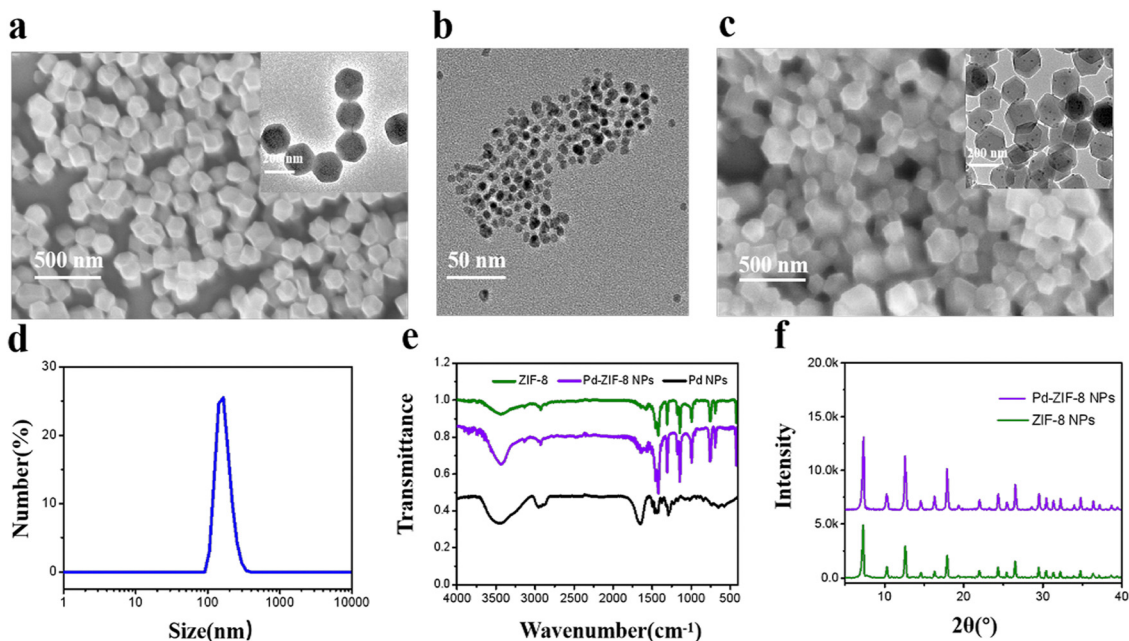 a
200 nm
500 nm
b
50 nm
c
200 nm
500 nm
d
30
20
10
0
Number(%)
1 10 100 1000 10000
Size(nm)
e
1.2
1.0
0.8
0.6
0.4
0.2
0.0
Transmittance
ZIF-8 Pd-ZIF-8 NPs Pd NPs
4000 3500 3000 2500 2000 1500 1000 500
Wavenumber(cm⁻¹)
f
20.0k
15.0k
10.0k
5.0k
0.0
Intensity
Pd-ZIF-8 NPs
ZIF-8 NPs
10 20 30 40
2θ(°)